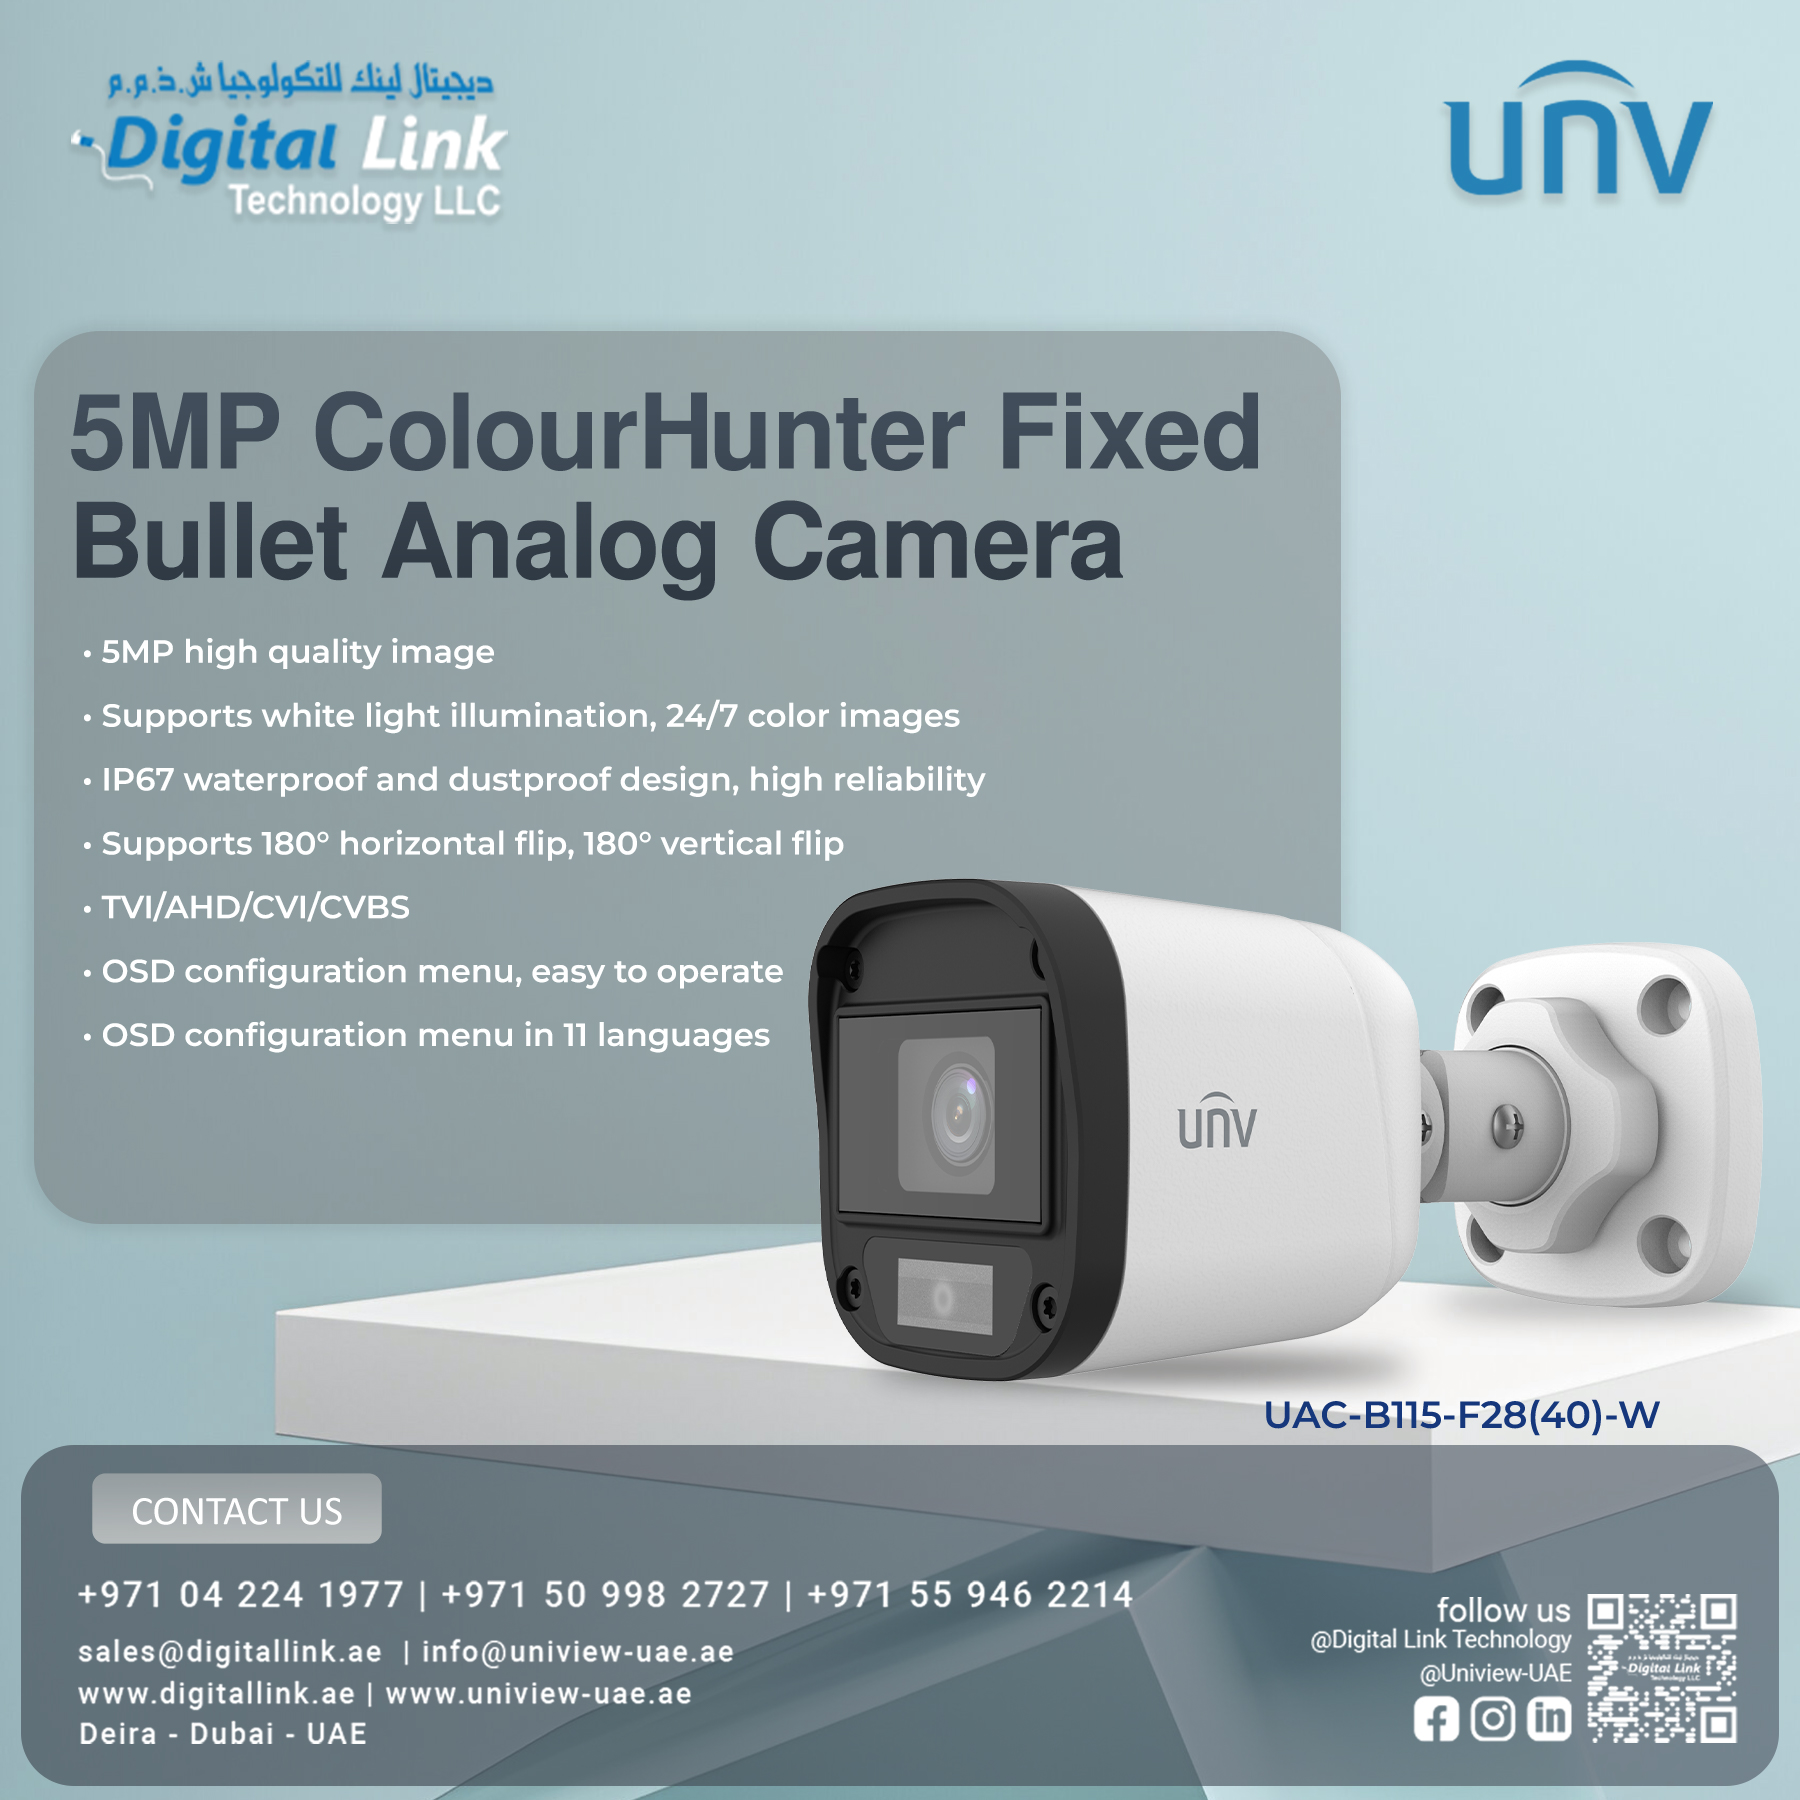 ديجيتال لينك للتكولوجيا ش.ذ.م.م
Digital Link
Technology LLC
unv
5MP ColourHunter Fixed
Bullet Analog Camera
• 5MP high quality image
• Supports white light illumination, 24/7 color images
• IP67 waterproof and dustproof design, high reliability
• Supports 180° horizontal flip, 180° vertical flip
• TVI/AHD/CVI/CVBS
• OSD configuration menu, easy to operate
• OSD configuration menu in 11 languages
unv
UAC-B115-F28(40)-W
CONTACT US
+971 04 224 1977 | +971 50 998 2727 | +971 55 946 2214
sales@digitallink.ae | info@uniview-uae.ae
www.digitallink.ae | www.uniview-uae.ae
Deira - Dubai - UAE
follow us
@Digital Link Technology
@Uniview-UAE
Digital Link
Technology LLC